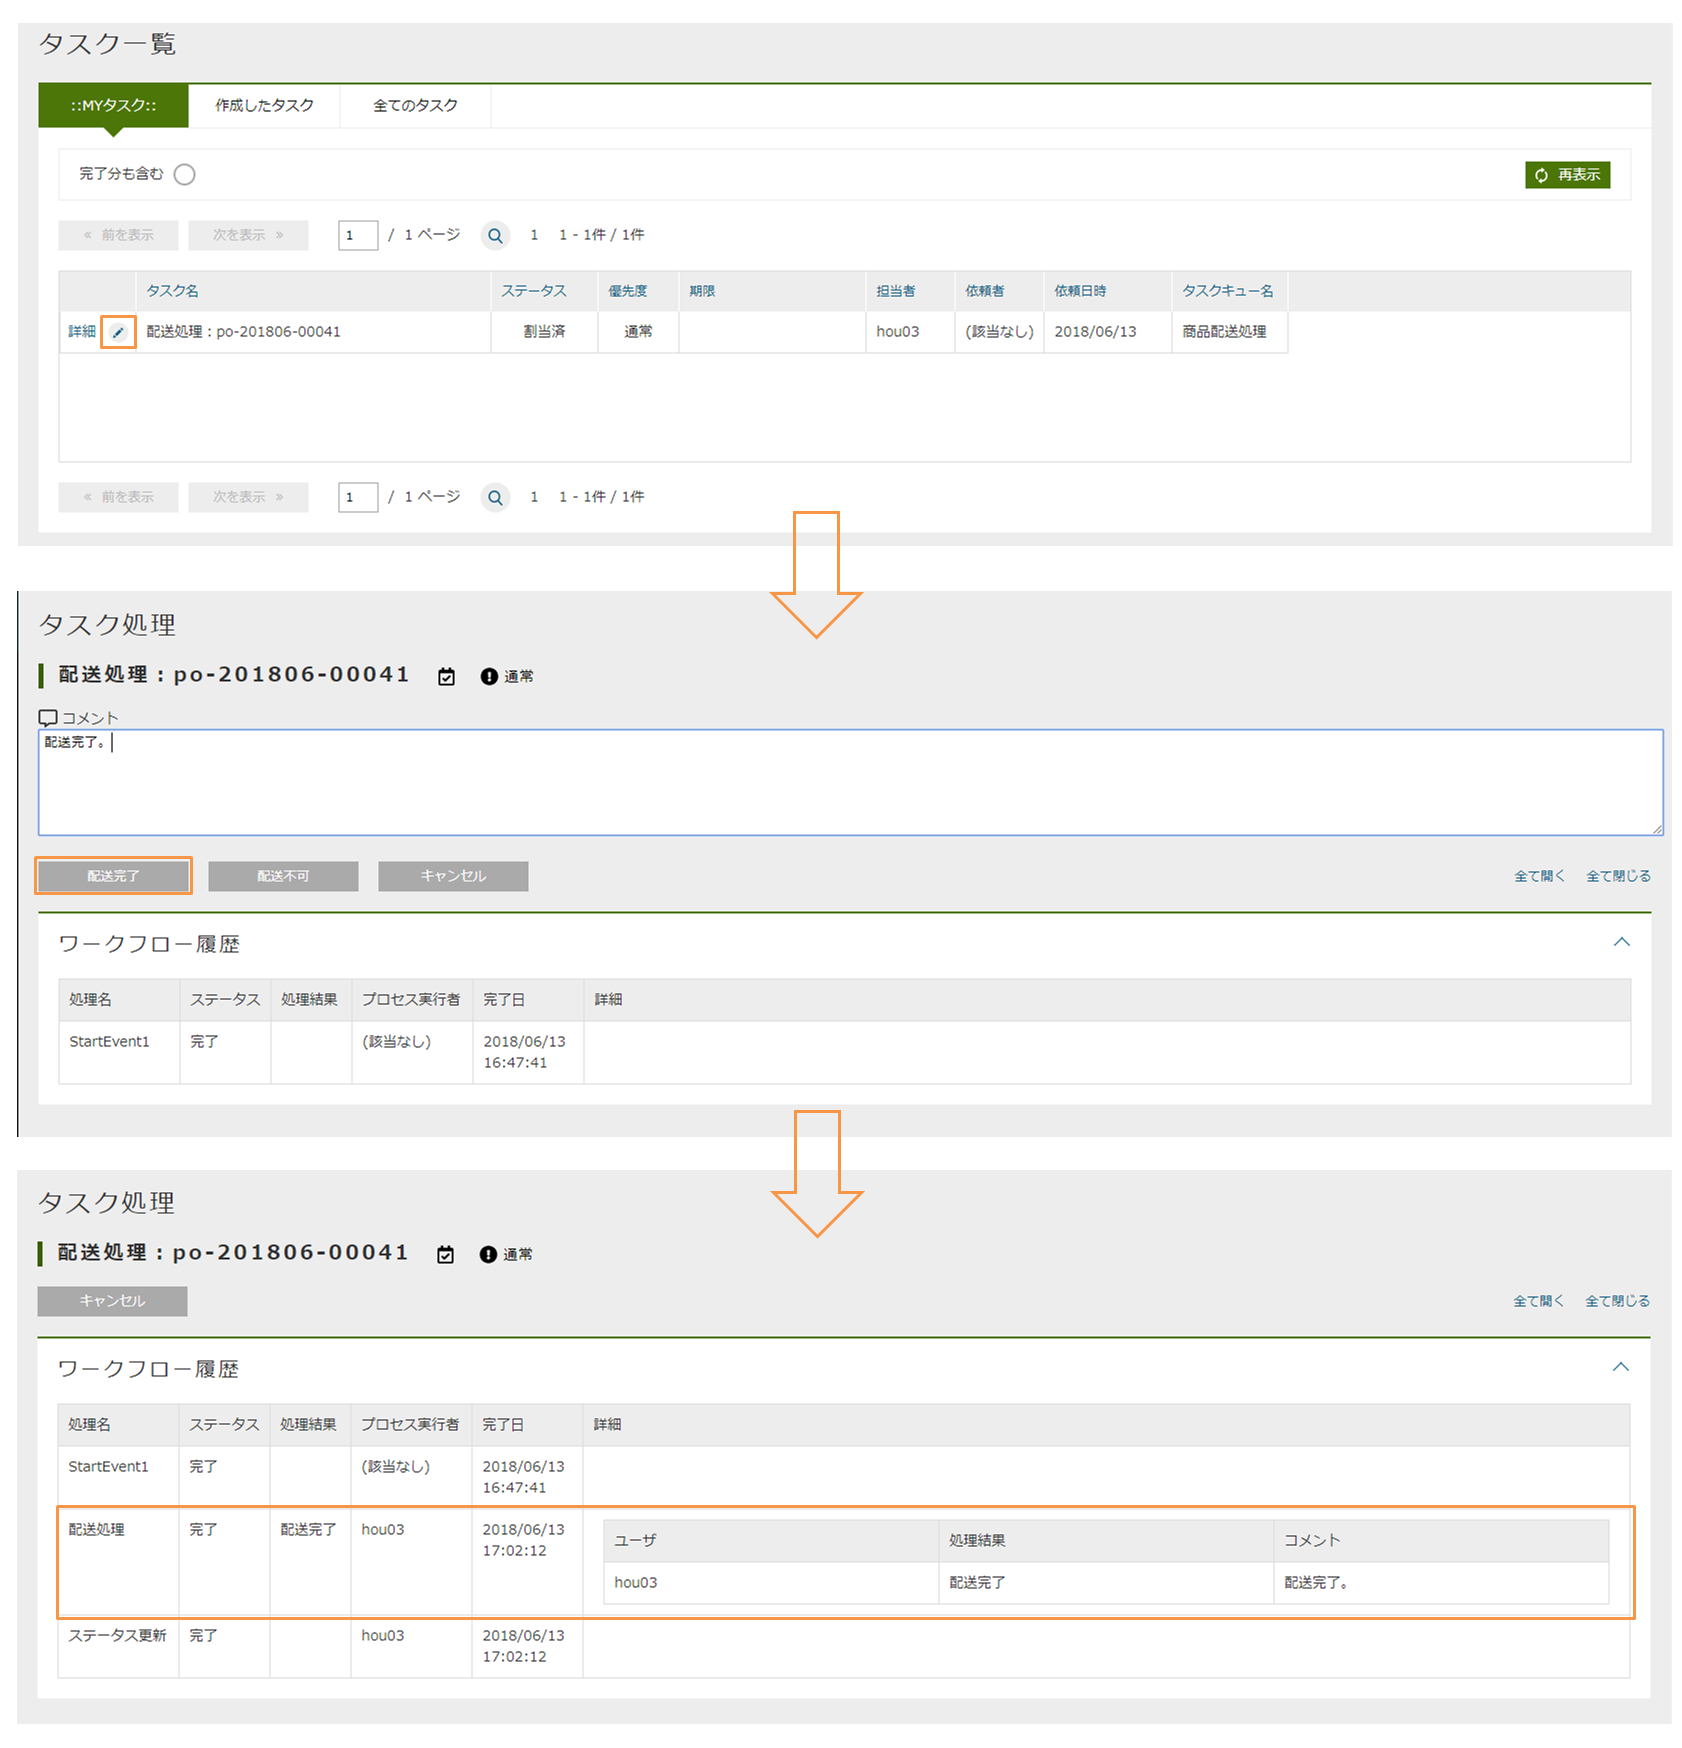 タスク一覧
::MYタスク:: 作成したタスク 全てのタスク
完了分も含む 再表示
« 前を表示 次を表示 » 1 / 1 ページ 1 1 - 1件 / 1件
タスク名 ステータス 優先度 期限 担当者 依頼者 依頼日時 タスクキュー名
詳細 配送処理：po-201806-00041 割当済 通常 hou03 (該当なし) 2018/06/13 商品配送処理
« 前を表示 次を表示 » 1 / 1 ページ 1 1 - 1件 / 1件
タスク処理
配送処理：po-201806-00041 通常
コメント
配送完了。
配送完了 配送不可 キャンセル 全て開く 全て閉じる
ワークフロー履歴
処理名 ステータス 処理結果 プロセス実行者 完了日 詳細
StartEvent1 完了 (該当なし) 2018/06/13
16:47:41
タスク処理
配送処理：po-201806-00041 通常
キャンセル 全て開く 全て閉じる
ワークフロー履歴
処理名 ステータス 処理結果 プロセス実行者 完了日 詳細
StartEvent1 完了 (該当なし) 2018/06/13
16:47:41
配送処理 完了 配送完了 hou03 2018/06/13
17:02:12
ユーザ 処理結果 コメント
hou03 配送完了 配送完了。
ステータス更新 完了 hou03 2018/06/13
17:02:12